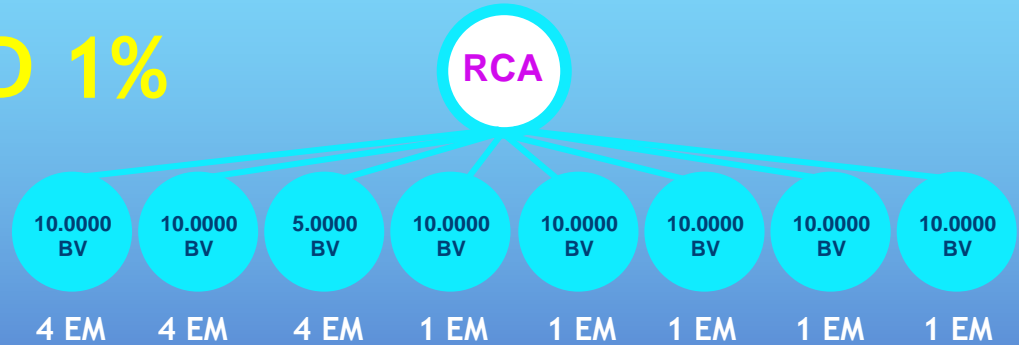 1%
RCA
10.0000 10.0000 5.0000 10.0000 10.0000 10.0000 10.0000 10.0000
BV BV BV BV BV BV BV BV
4 EM 4 EM 4 EM 1 EM 1 EM 1 EM 1 EM 1 EM